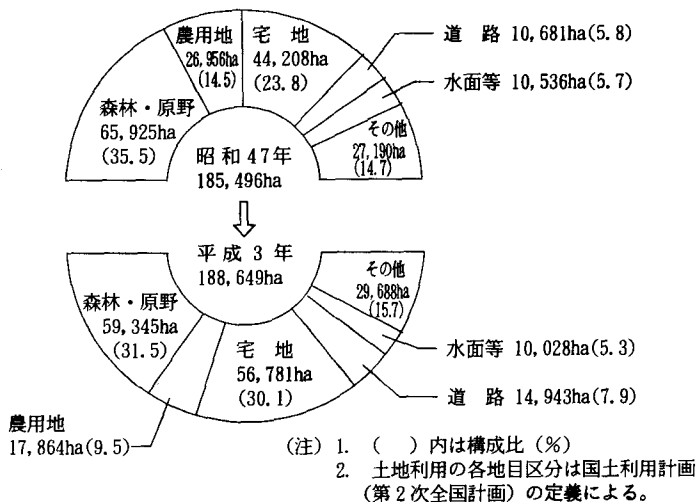 農用地
26,956ha
(14.5)
宅 地
44,208ha
(23.8)
道 路 10,681ha(5.8)
水面等 10,536ha(5.7)
森林・原野
65,925ha
(35.5)
その他
27,190ha
(14.7)
昭和47年
185,496ha
平成 3 年
188,649ha
森林・原野
59,345ha
(31.5)
その他
29,688ha
(15.7)
宅 地
56,781ha
(30.1)
水面等 10,028ha(5.3)
道 路 14,943ha(7.9)
農用地
17,864ha(9.5)
(注) 1. ( )内は構成比(%)
2. 土地利用の各地目区分は国土利用計画
(第2次全国計画)の定義による。